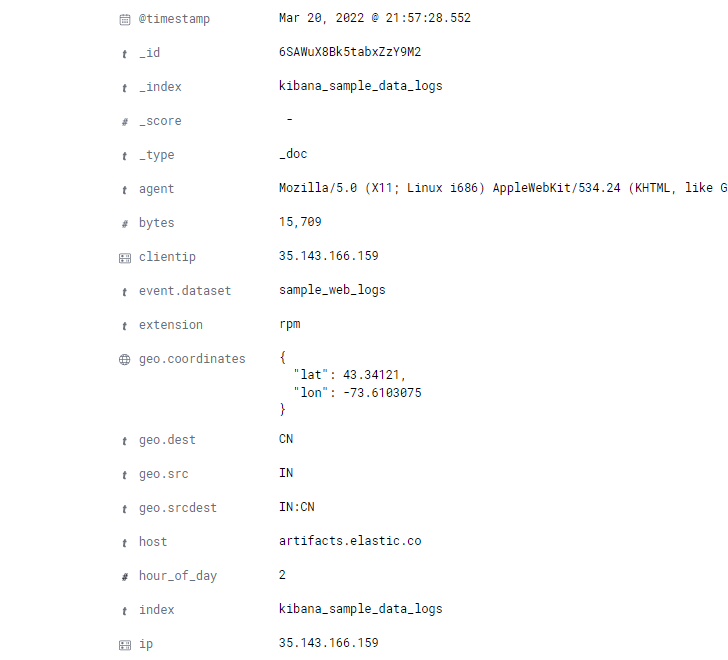 @timestamp Mar 20, 2022 @ 21:57:28.552
t _id 6SAWuX8Bk5tabxZzY9M2
t _index kibana_sample_data_logs
# _score -
t _type _doc
t agent Mozilla/5.0 (X11; Linux i686) AppleWebKit/534.24 (KHTML, like G
# bytes 15,709
clientip 35.143.166.159
t event.dataset sample_web_logs
t extension rpm
geo.coordinates {
"lat": 43.34121,
"lon": -73.6103075
}
t geo.dest CN
t geo.src IN
t geo.srcdest IN:CN
t host artifacts.elastic.co
# hour_of_day 2
t index kibana_sample_data_logs
ip 35.143.166.159